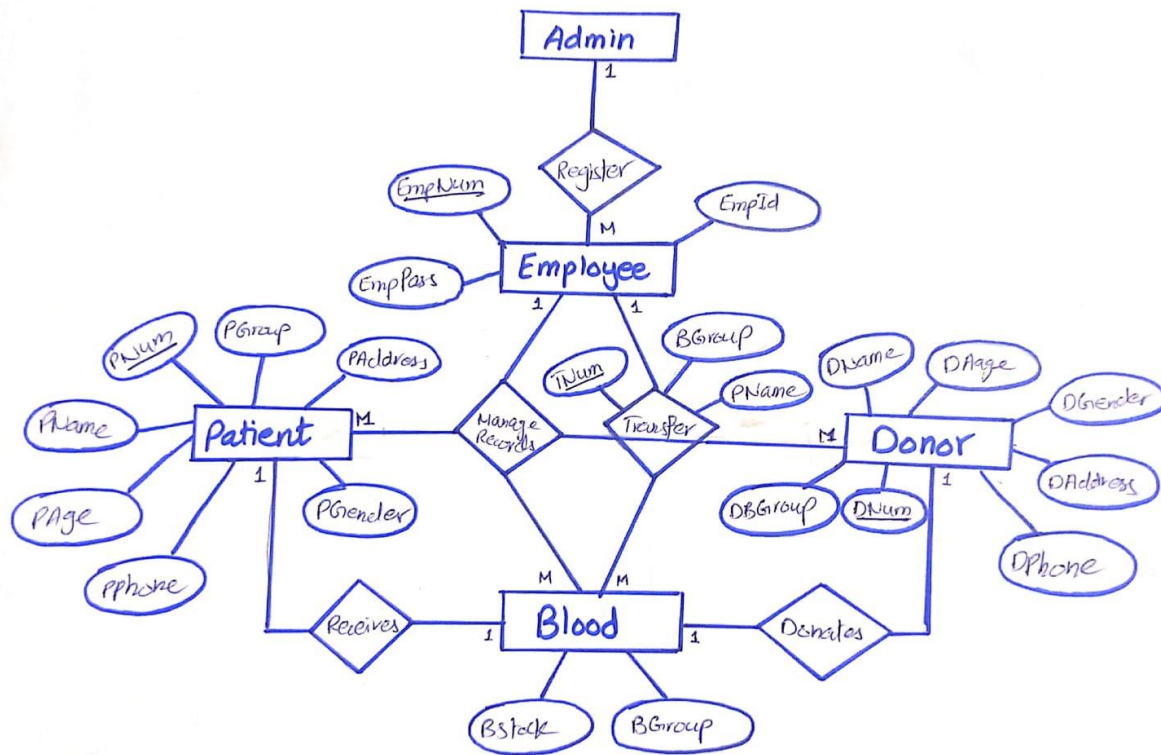 Admin
1
Register
EmpNum
EmpId
M
Employee
EmpPass
1
1
PGroup
BGroup
PNum
PAddress
TNum
DName
DAage
PName
DGender
PName
M
Patient
Manage
Records
Transfer
M
Donor
1
1
DAddress
PAge
PGender
DBGroup
DNum
DPhone
PPhone
M
M
Receives
1
Blood
1
Donates
BStock
BGroup